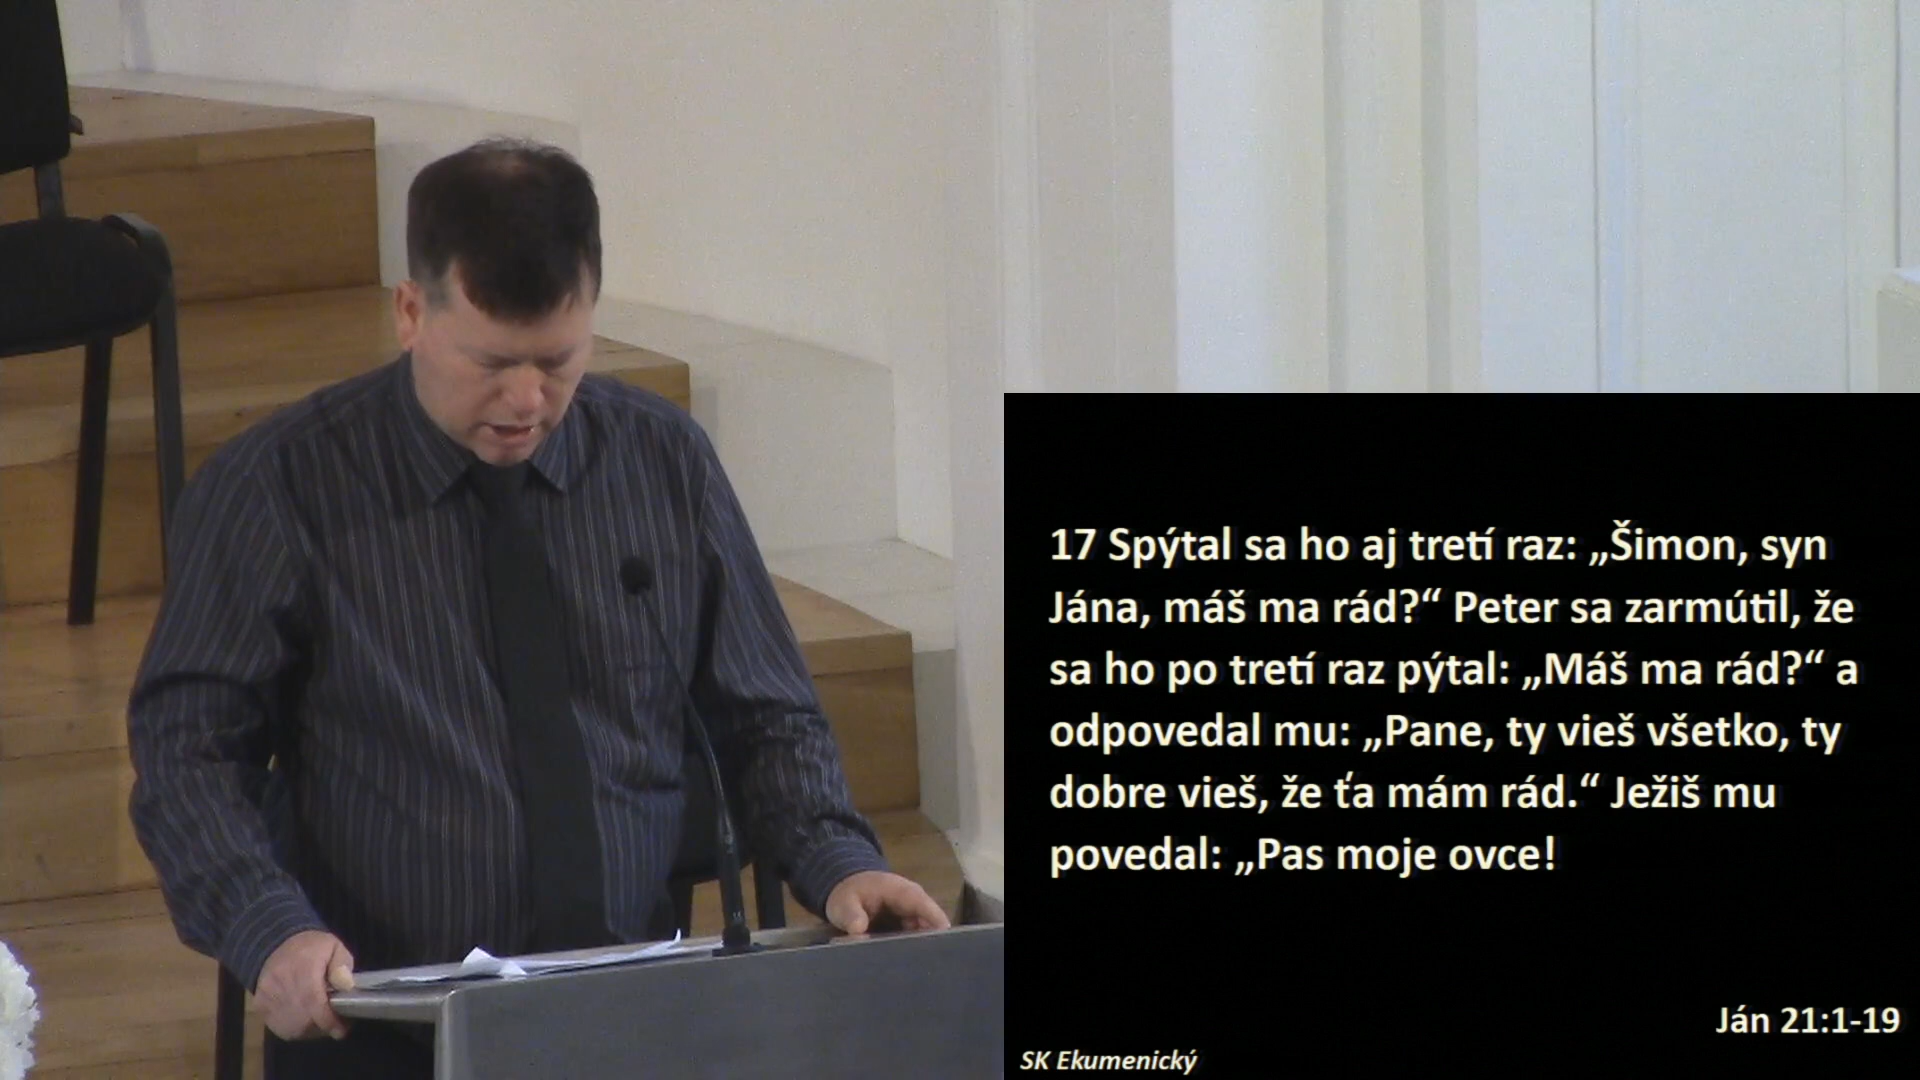 17 Spýtal sa ho aj tretí raz: „Šimon, syn
Jána, máš ma rád?“ Peter sa zarmútil, že
sa ho po tretí raz pýtal: „Máš ma rád?“ a
odpovedal mu: „Pane, ty vieš všetko, ty
dobre vieš, že ťa mám rád.“ Ježiš mu
povedal: „Pas moje ovce!
Ján 21:1-19
SK Ekumenický